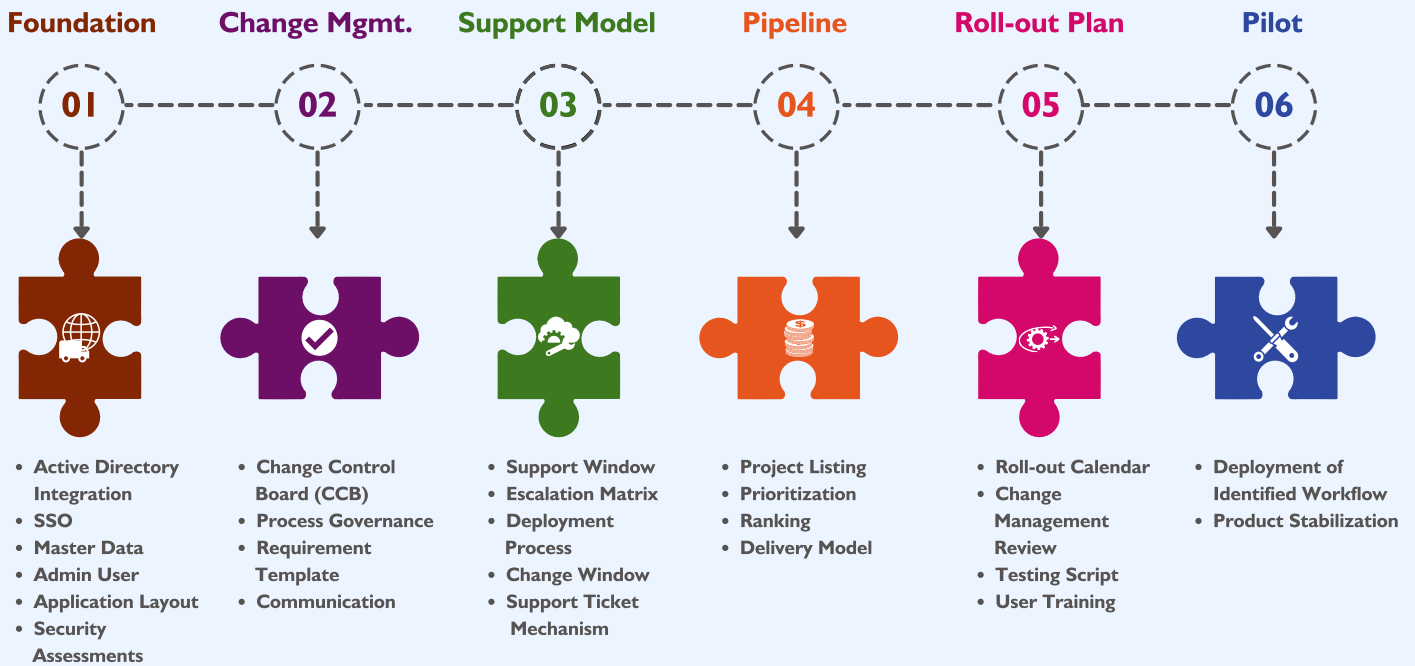 Foundation
Change Mgmt.
Support Model
Pipeline
Roll-out Plan
Pilot
01
02
03
04
05
06
$
• Active Directory
Integration
• SSO
• Master Data
• Admin User
• Application Layout
• Security
Assessments
• Change Control
Board (CCB)
• Process Governance
• Requirement
Template
• Communication
• Support Window
• Escalation Matrix
• Deployment
Process
• Change Window
• Support Ticket
Mechanism
• Project Listing
• Prioritization
• Ranking
• Delivery Model
• Roll-out Calendar
• Change
Management
Review
• Testing Script
• User Training
• Deployment of
Identified Workflow
• Product Stabilization